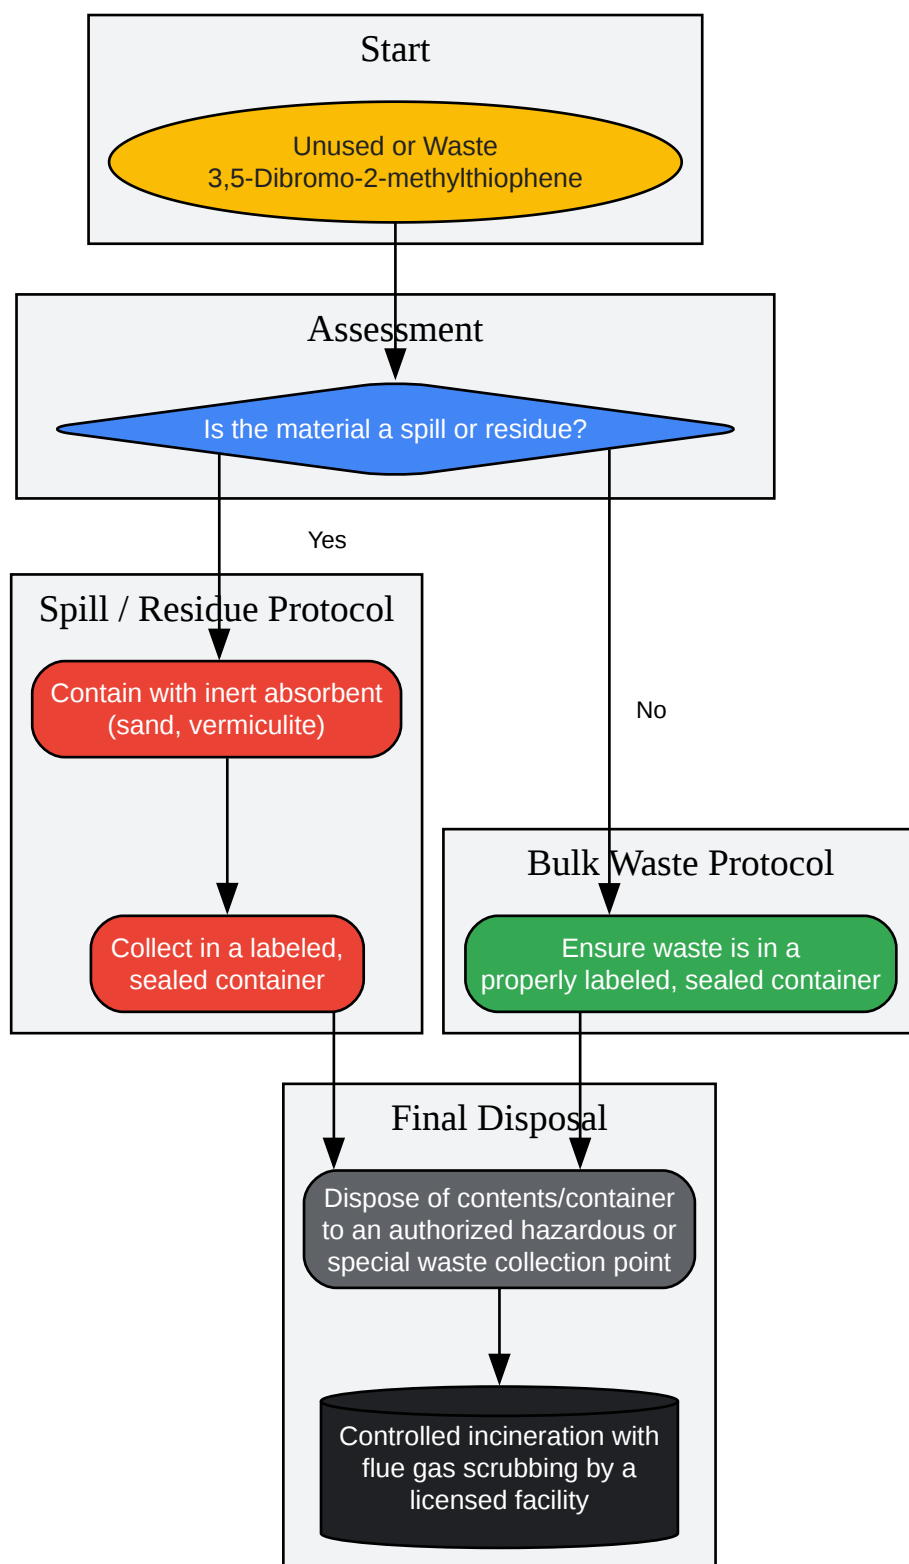 Start
Unused or Waste
3,5-Dibromo-2-methylthiophene
Assessment
Is the material a spill or residue?
Yes
Spill / Residue Protocol
Contain with inert absorbent
(sand, vermiculite)
No
Bulk Waste Protocol
Collect in a labeled,
sealed container
Ensure waste is in a
properly labeled, sealed container
Final Disposal
Dispose of contents/container
to an authorized hazardous or
special waste collection point
Controlled incineration with
flue gas scrubbing by a
licensed facility